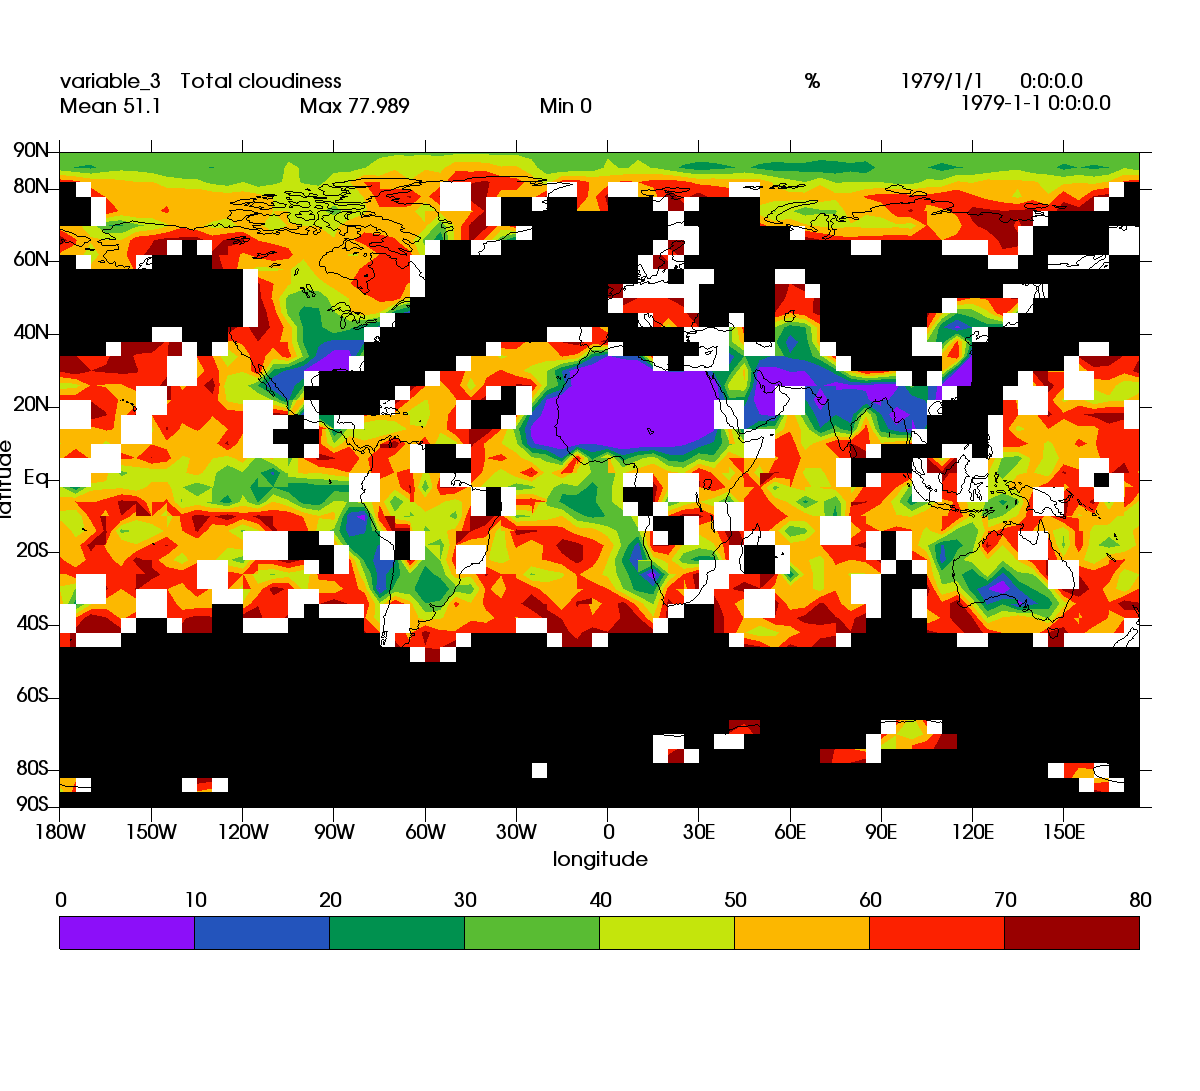 variable_3 Total cloudiness % 1979/1/1 0:0:0.0
Mean 51.1 Max 77.989 Min 0 1979-1-1 0:0:0.0
90N
80N
60N
40N
20N
Eq
20S
40S
60S
80S
90S
latitude
180W 150W 120W 90W 60W 30W 0 30E 60E 90E 120E 150E
longitude
0 10 20 30 40 50 60 70 80